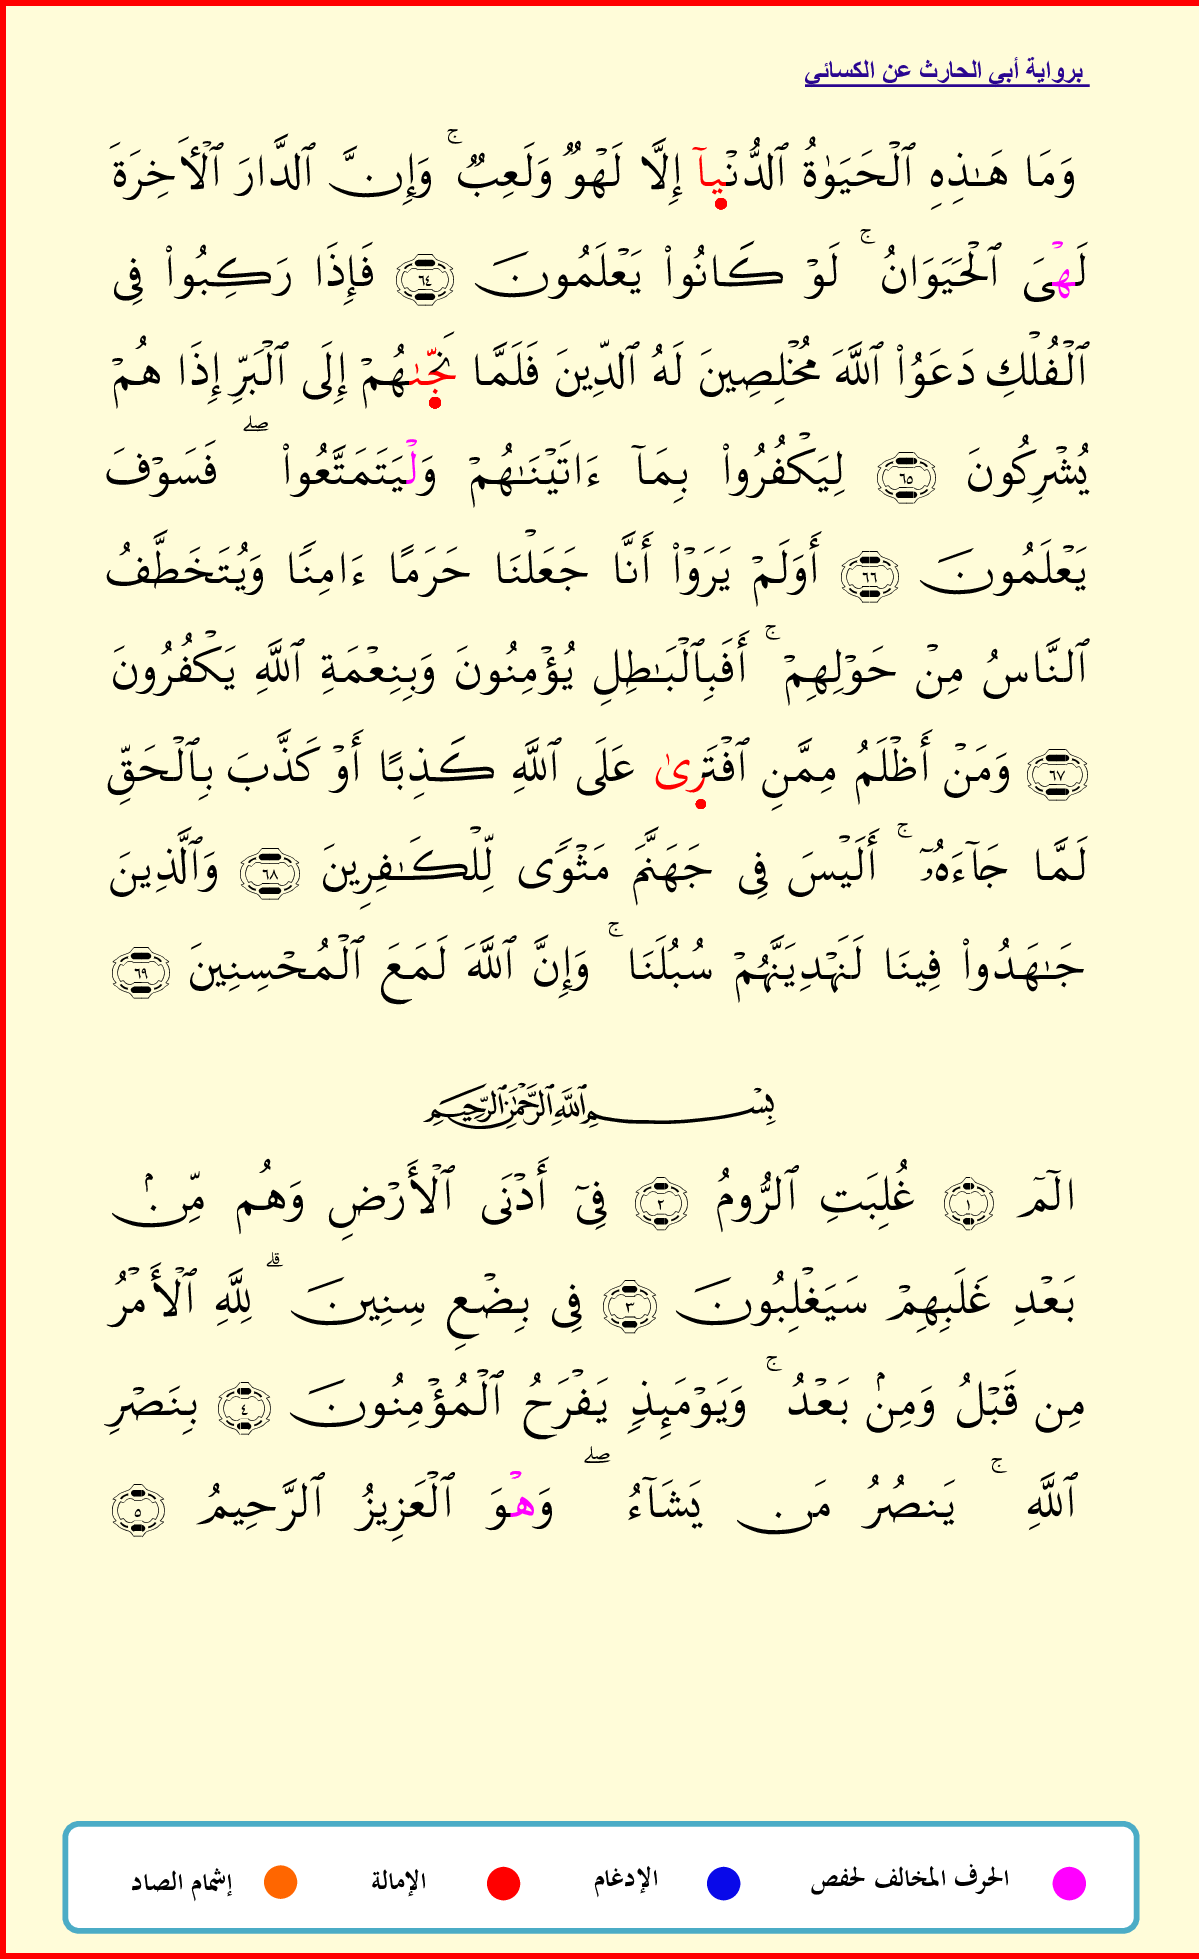 برواية أبي الحارث عن الكسائي
وَمَا هَٰذِهِ ٱلْحَيَوٰةُ ٱلدُّنْيَآ إِلَّا لَهْوٌ وَلَعِبٌ ۚ وَإِنَّ ٱلدَّارَ ٱلْأَخِرَةَ
لَهْىَ ٱلْحَيَوَانُ ۚ لَوْ كَانُوا۟ يَعْلَمُونَ ٦٤ فَإِذَا رَكِبُوا۟ فِى
ٱلْفُلْكِ دَعَوُا۟ ٱللَّهَ مُخْلِصِينَ لَهُ ٱلدِّينَ فَلَمَّا نَجَّىٰهُمْ إِلَى ٱلْبَرِّ إِذَا هُمْ
يُشْرِكُونَ ٦٥ لِيَكْفُرُوا۟ بِمَآ ءَاتَيْنَٰهُمْ وَلْيَتَمَتَّعُوا۟ ۖ فَسَوْفَ
يَعْلَمُونَ ٦٦ أَوَلَمْ يَرَوْا۟ أَنَّا جَعَلْنَا حَرَمًا ءَامِنًا وَيُتَخَطَّفُ
ٱلنَّاسُ مِنْ حَوْلِهِمْ ۚ أَفَبِٱلْبَٰطِلِ يُؤْمِنُونَ وَبِنِعْمَةِ ٱللَّهِ يَكْفُرُونَ
٦٧ وَمَنْ أَظْلَمُ مِمَّنِ ٱفْتَرِىٰ عَلَى ٱللَّهِ كَذِبًا أَوْ كَذَّبَ بِٱلْحَقِّ
لَمَّا جَآءَهُۥٓ ۚ أَلَيْسَ فِى جَهَنَّمَ مَثْوًى لِّلْكَٰفِرِينَ ٦٨ وَٱلَّذِينَ
جَٰهَدُوا۟ فِينَا لَنَهْدِيَنَّهُمْ سُبُلَنَا ۚ وَإِنَّ ٱللَّهَ لَمَعَ ٱلْمُحْسِنِينَ ٦٩
بِسْمِ ٱللَّهِ ٱلرَّحْمَٰنِ ٱلرَّحِيمِ
الٓمٓ ١ غُلِبَتِ ٱلرُّومُ ٢ فِىٓ أَدْنَى ٱلْأَرْضِ وَهُم مِّنۢ
بَعْدِ غَلَبِهِمْ سَيَغْلِبُونَ ٣ فِى بِضْعِ سِنِينَ ۗ لِلَّهِ ٱلْأَمْرُ
مِن قَبْلُ وَمِنۢ بَعْدُ ۚ وَيَوْمَئِذٍ يَفْرَحُ ٱلْمُؤْمِنُونَ ٤ بِنَصْرِ
ٱللَّهِ ۚ يَنصُرُ مَن يَشَآءُ ۖ وَهْوَ ٱلْعَزِيزُ ٱلرَّحِيمُ ٥
الحرف المخالف لحفص الإدغام الإمالة إشمام الصاد